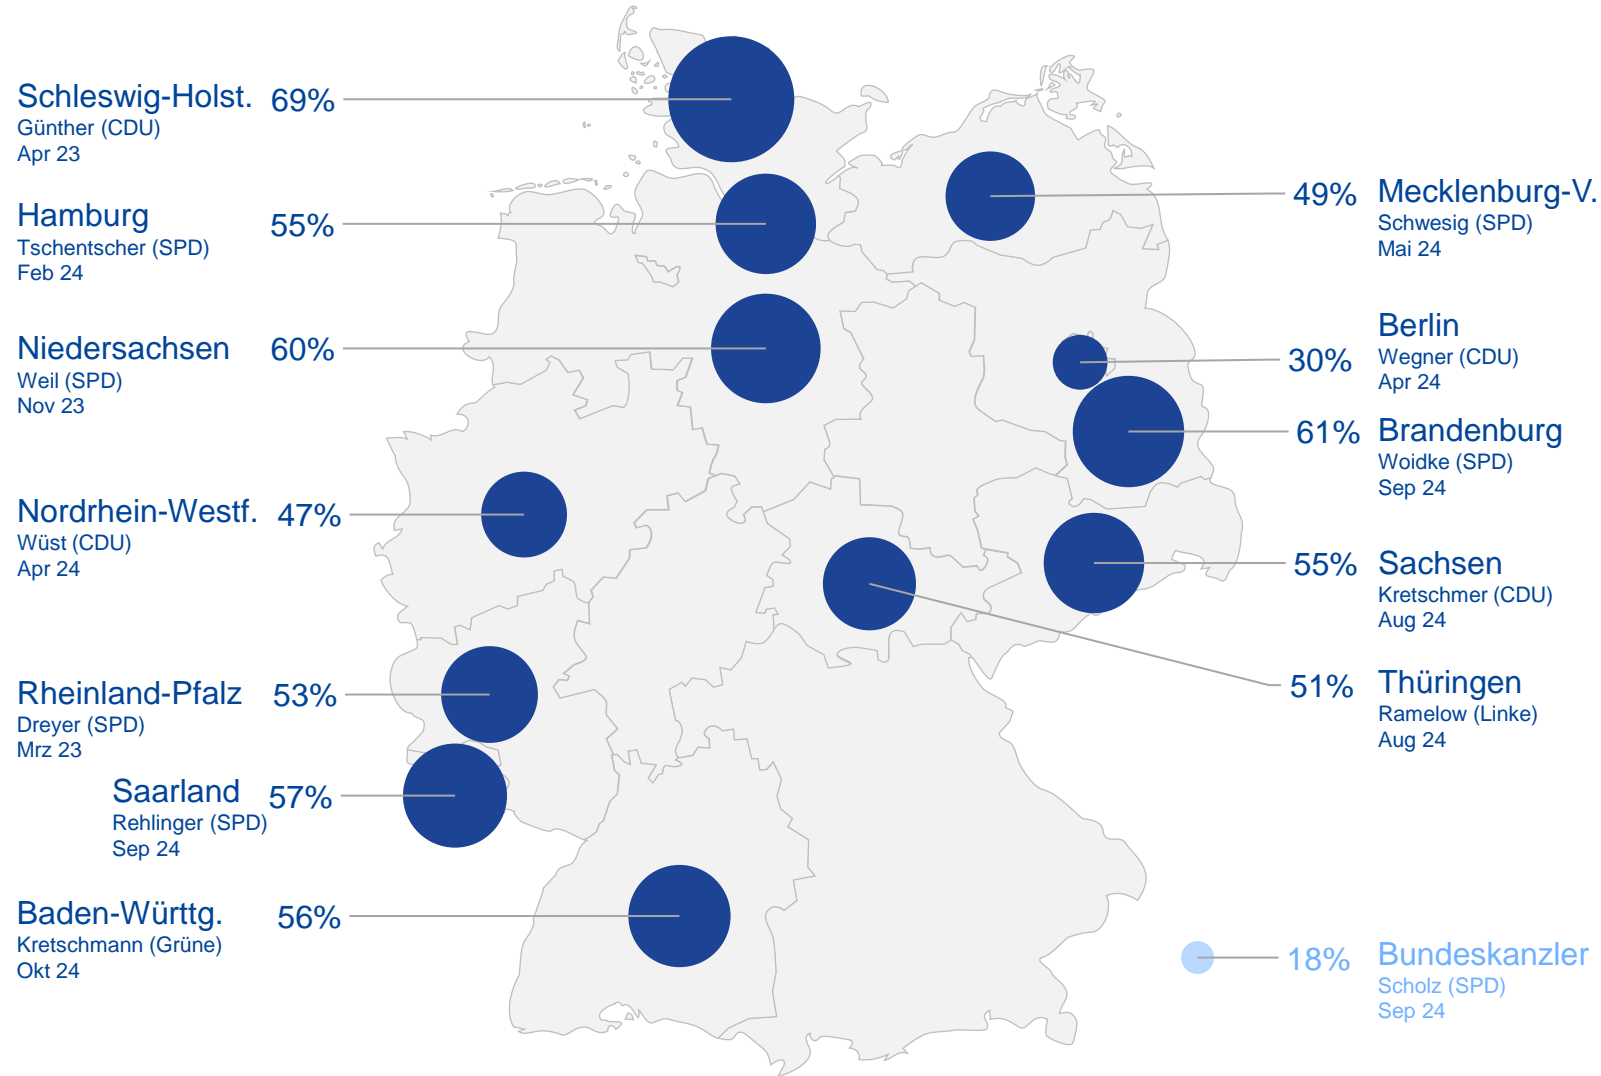 Schleswig-Holst. 69%
Günther (CDU)
Apr 23
Hamburg 55%
Tschentscher (SPD)
Feb 24
Niedersachsen 60%
Weil (SPD)
Nov 23
Nordrhein-Westf. 47%
Wüst (CDU)
Apr 24
Rheinland-Pfalz 53%
Dreyer (SPD)
Mrz 23
Saarland 57%
Rehlinger (SPD)
Sep 24
Baden-Württg. 56%
Kretschmann (Grüne)
Okt 24
49% Mecklenburg-V.
Schwesig (SPD)
Mai 24
30% Berlin
Wegner (CDU)
Apr 24
61% Brandenburg
Woidke (SPD)
Sep 24
55% Sachsen
Kretschmer (CDU)
Aug 24
51% Thüringen
Ramelow (Linke)
Aug 24
18% Bundeskanzler
Scholz (SPD)
Sep 24